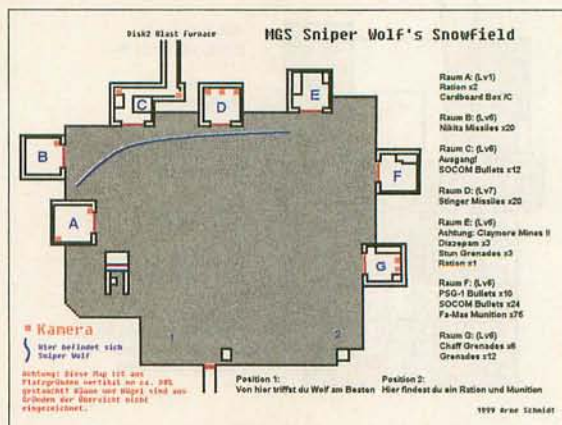 Disk2 Blast Furnace
MGS Sniper Wolf's Snowfield
A
B
C
D
E
F
G
1
2
Raum A: (Lv1)
Ration x2
Cardboard Box /C
Raum B: (Lv6)
Nikita Missiles x20
Raum C: (Lv6)
Ausgang!
SOCOM Bullets x12
Raum D: (Lv7)
Stinger Missiles x20
Raum E: (Lv6)
Achtung: Claymore Mines !!
Diazepam x3
Stun Grenades x3
Ration x1
Raum F: (Lv6)
PSG-1 Bullets x10
SOCOM Bullets x24
Fa-Mas Munition x75
Raum G: (Lv6)
Chaff Grenades x6
Grenades x12
Kamera
Hier befindet sich
Sniper Wolf
Achtung! Diese Map ist aus
Platzgründen vertikal um ca. 30%
gestaucht! Bäume und Hügel sind aus
Gründen der Übersicht nicht
eingezeichnet.
Position 1:
Von hier triffst du Wolf am Besten
Position 2:
Hier findest du ein Ration und Munition
1999 Arne Schmidt